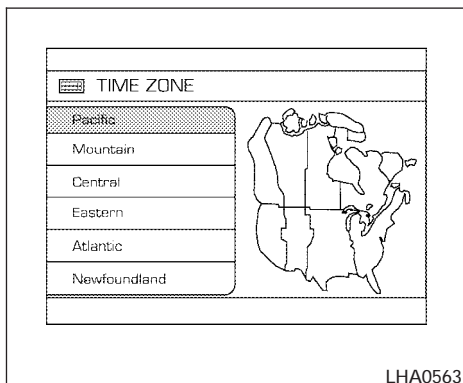 TIME ZONE
Pacific
Mountain
Central
Eastern
Atlantic
Newfoundland
LHA0563